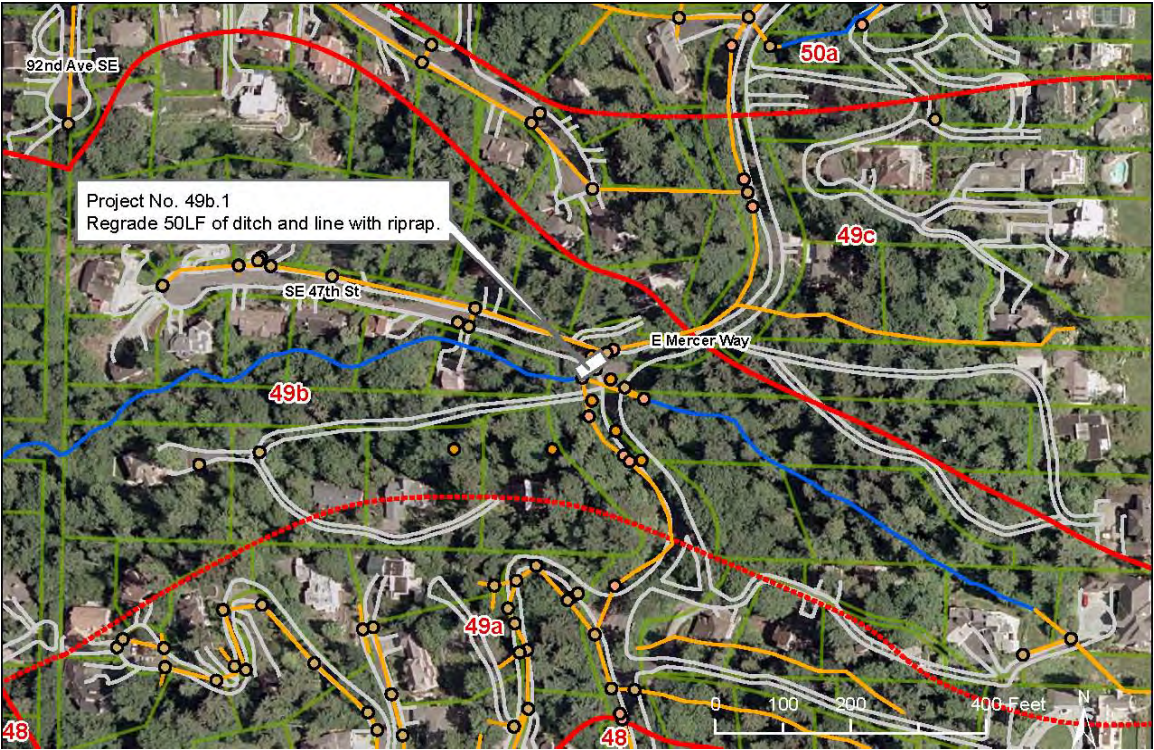 50a
92nd Ave SE
Project No. 49b.1
Regrade 50LF of ditch and line with riprap.
49c
SE 47th St
E Mercer Way
49b
49a
0 100 200 400 Feet
N
48
48